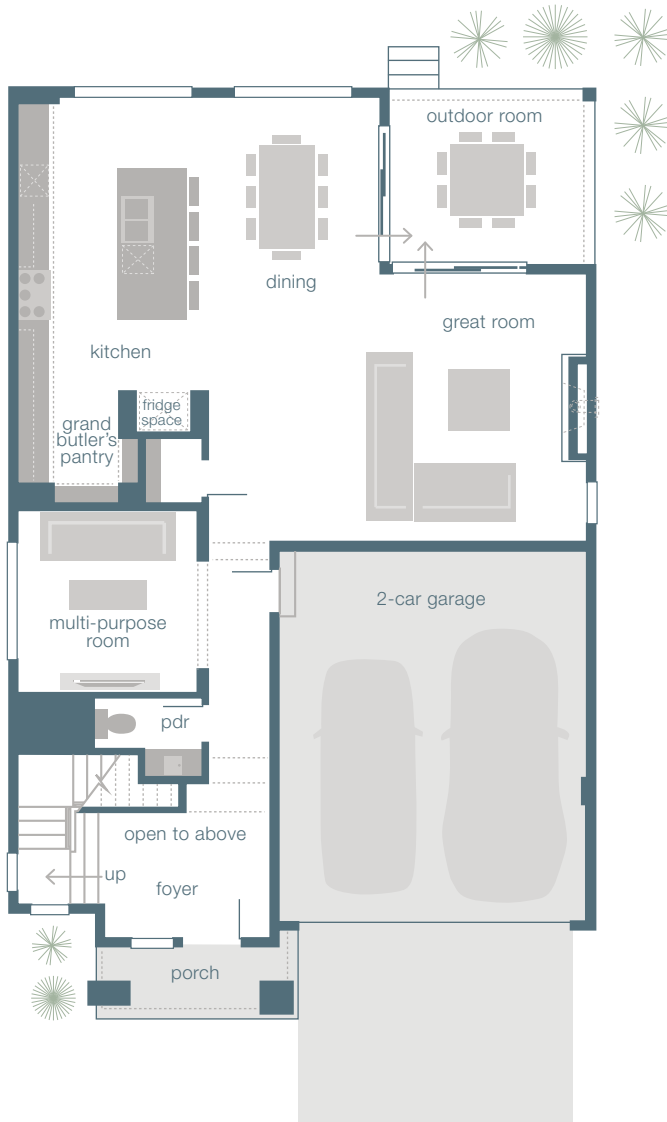 outdoor room
dining
great room
kitchen
fridge
space
grand
butler's
pantry
2-car garage
multi-purpose
room
pdr
open to above
up
foyer
porch